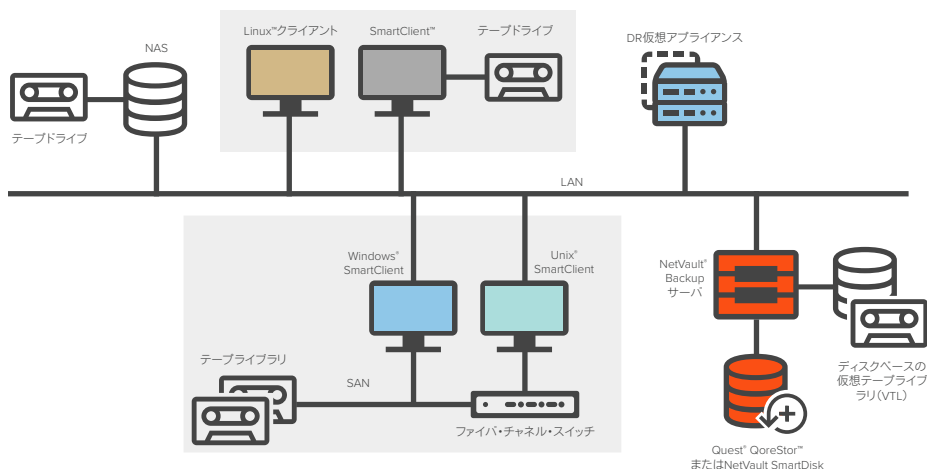 Linux™クライアント
SmartClient™
テープドライブ
DR仮想アプライアンス
NAS
テープドライブ
LAN
Windows®
SmartClient
Unix®
SmartClient
NetVault®
Backup
サーバ
テープライブラリ
SAN
ファイバ・チャネル・スイッチ
ディスクベースの
仮想テープライブ
ラリ(VTL)
Quest® QoreStor™
またはNetVault SmartDisk